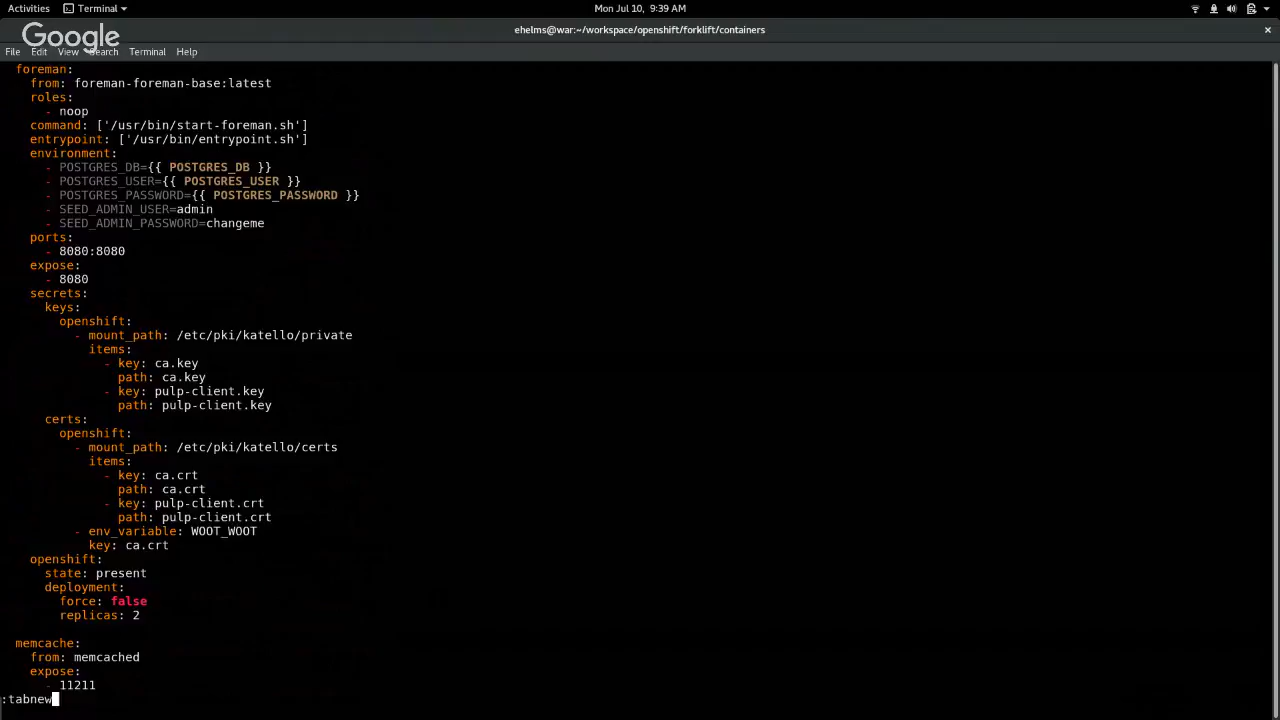 Activities Terminal Mon Jul 10, 9:39 AM
Google
ehelms@war:~/workspace/openshift/forklift/containers
File Edit View Search Terminal Help
foreman:
from: foreman-foreman-base:latest
roles:
- noop
command: ['/usr/bin/start-foreman.sh']
entrypoint: ['/usr/bin/entrypoint.sh']
environment:
- POSTGRES_DB={{ POSTGRES_DB }}
- POSTGRES_USER={{ POSTGRES_USER }}
- POSTGRES_PASSWORD={{ POSTGRES_PASSWORD }}
- SEED_ADMIN_USER=admin
- SEED_ADMIN_PASSWORD=changeme
ports:
- 8080:8080
expose:
- 8080
secrets:
keys:
openshift:
- mount_path: /etc/pki/katello/private
items:
- key: ca.key
path: ca.key
- key: pulp-client.key
path: pulp-client.key
certs:
openshift:
- mount_path: /etc/pki/katello/certs
items:
- key: ca.crt
path: ca.crt
- key: pulp-client.crt
path: pulp-client.crt
- env_variable: WOOT_WOOT
key: ca.crt
openshift:
state: present
deployment:
force: false
replicas: 2
memcache:
from: memcached
expose:
- 11211
:tabnew